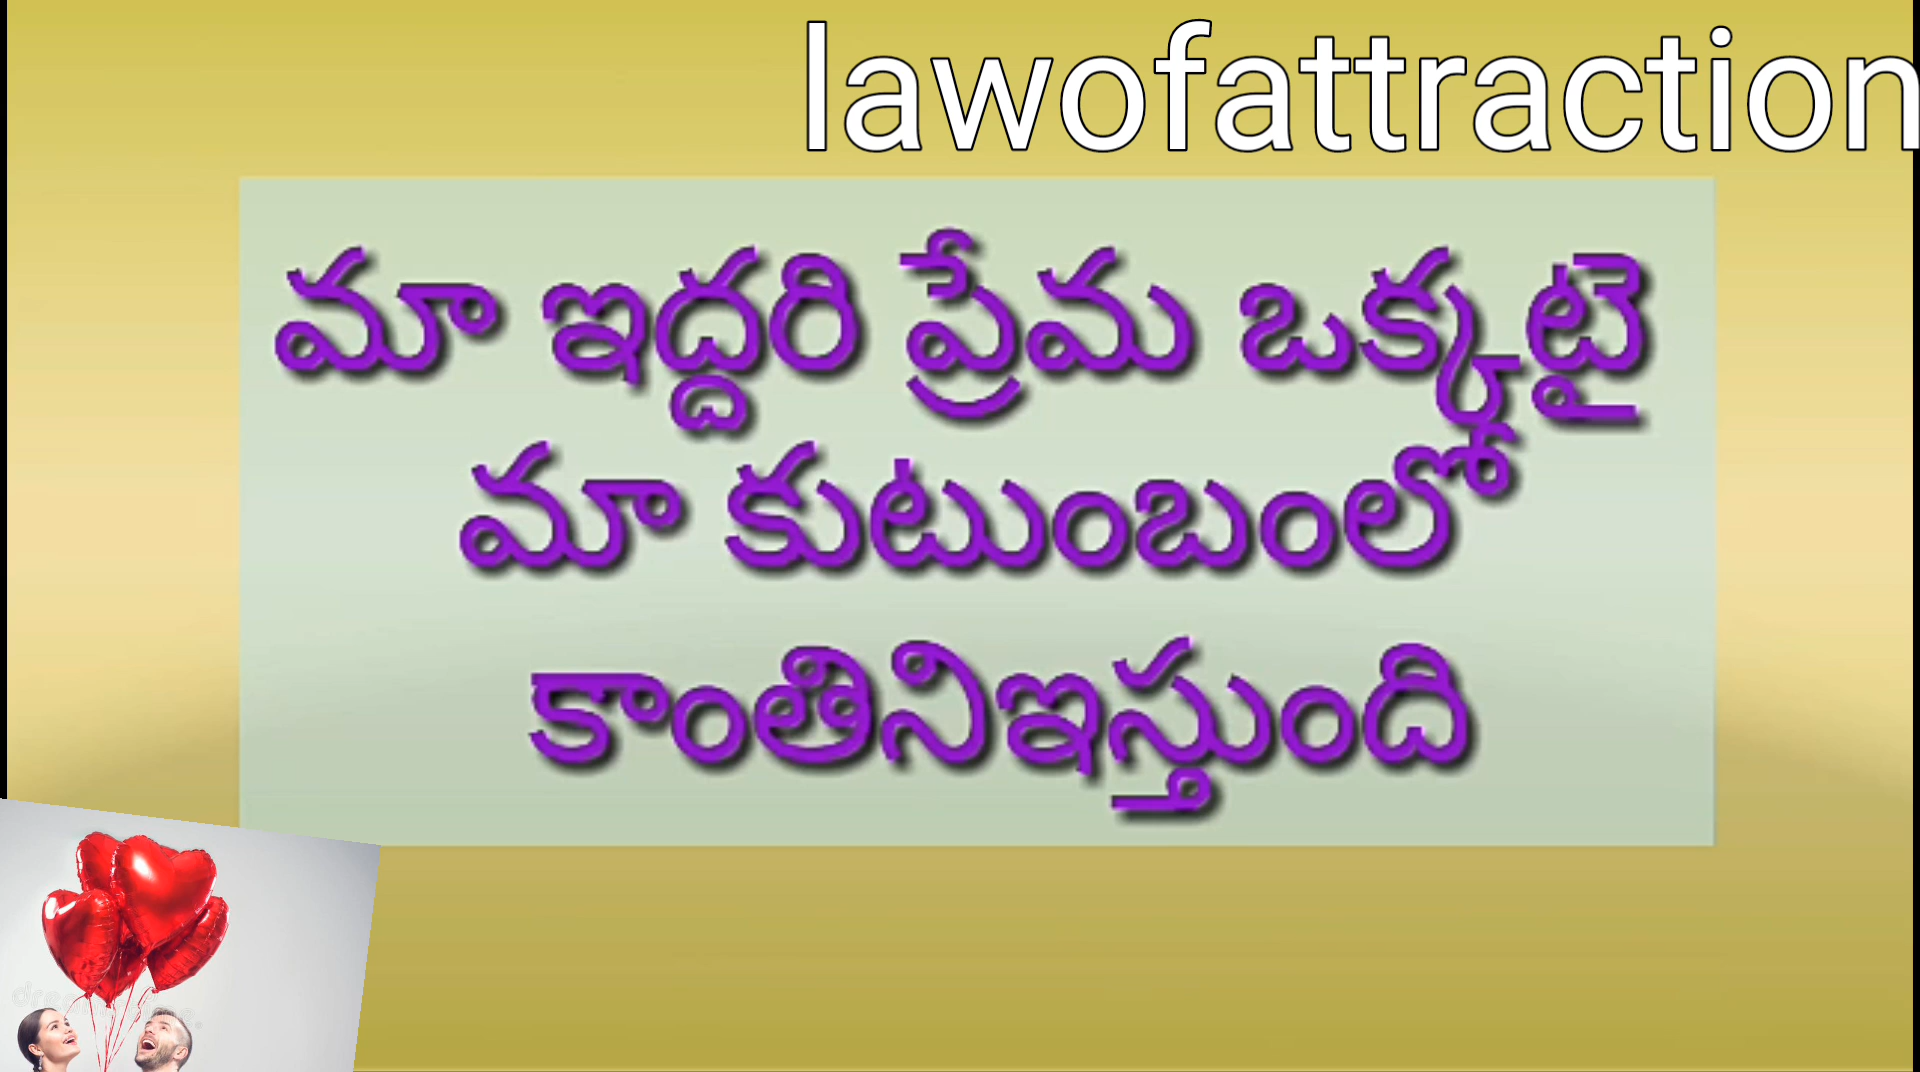 lawofattraction
మా ఇద్దరి ప్రేమ ఒక్కటై
మా కుటుంబంలో
కాంతినిఇస్తుంది